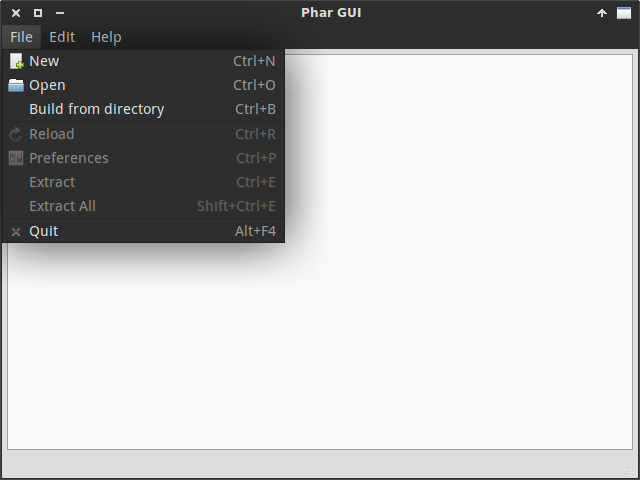 Phar GUI
File Edit Help
New Ctrl+N
Open Ctrl+O
Build from directory Ctrl+B
Reload Ctrl+R
Preferences Ctrl+P
Extract Ctrl+E
Extract All Shift+Ctrl+E
Quit Alt+F4